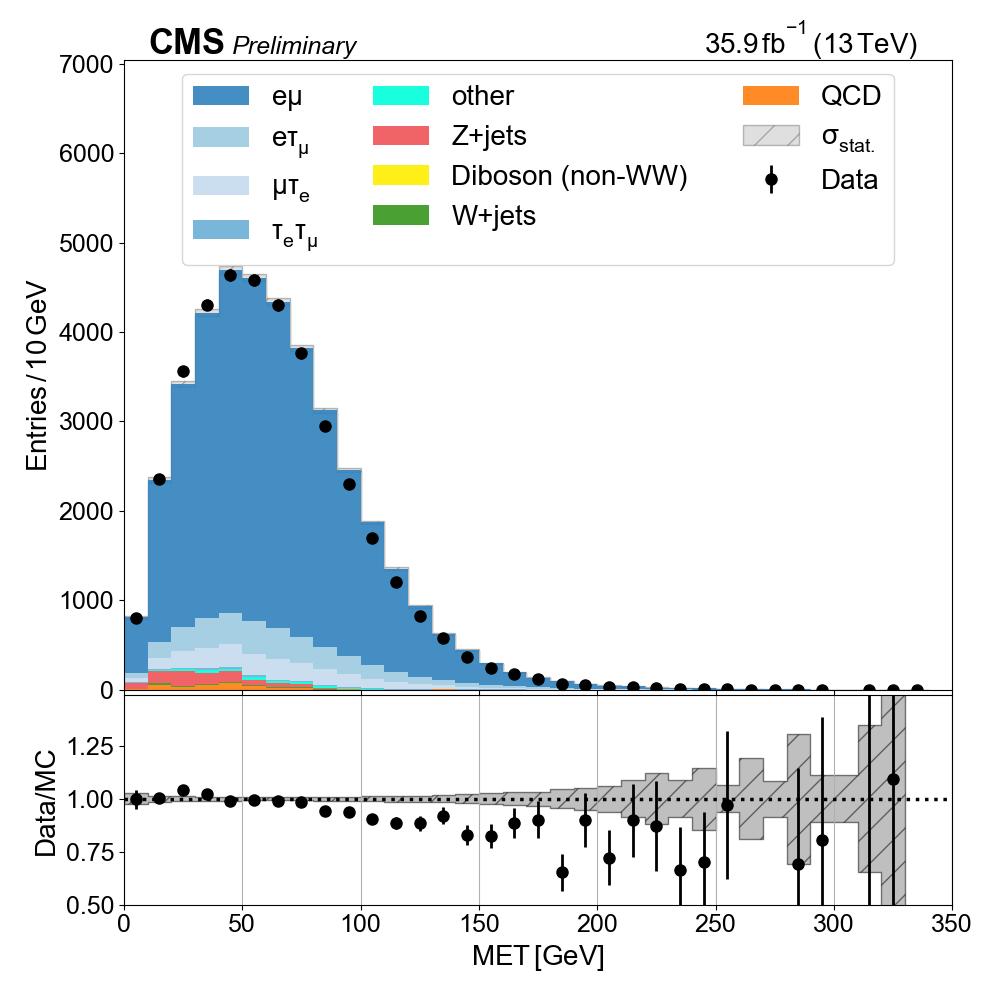 CMS Preliminary 35.9 fb⁻¹ (13 TeV)
7000
6000
5000
4000
3000
2000
1000
0
Entries / 10 GeV
eμ
eτμ
μτe
τeτμ
other
Z+jets
Diboson (non-WW)
W+jets
QCD
σstat.
Data
1.25
1.00
0.75
0.50
Data/MC
0 50 100 150 200 250 300 350
MET [GeV]